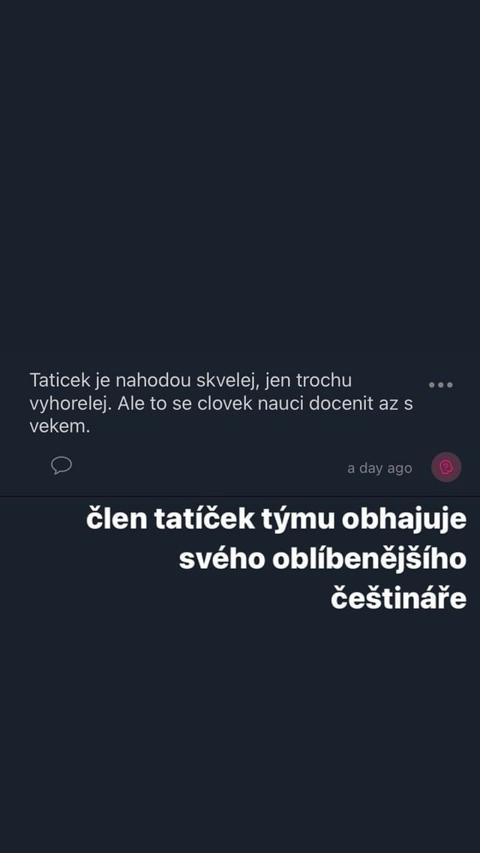 Taticek je nahodou skvelej, jen trochu
vyhorelej. Ale to se clovek nauci docenit az s
vekem.
a day ago
člen tatíček týmu obhajuje
svého oblíbenějšího
češtináře